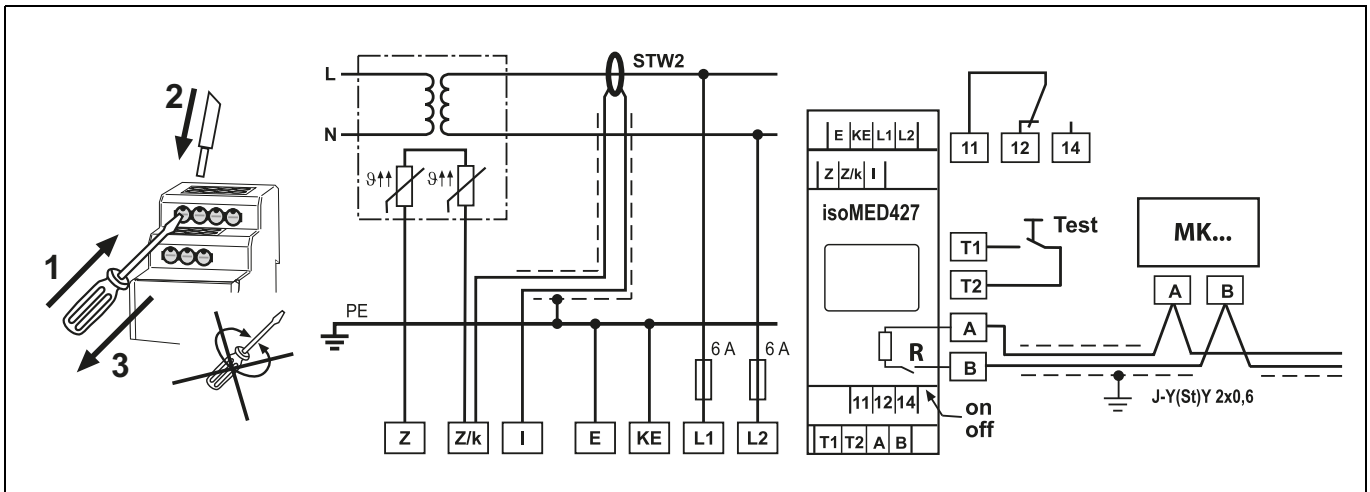 2
1
3
L
N
STW2
ϑ↑↑
ϑ↑↑
PE
6 A
6 A
Z
Z/k
I
E
KE
L1
L2
E KE L1 L2
Z Z/k I
isoMED427
R
11 12 14
T1 T2 A B
on
off
11
12
14
T1
T2
Test
A
B
MK...
A
B
J-Y(St)Y 2x0,6